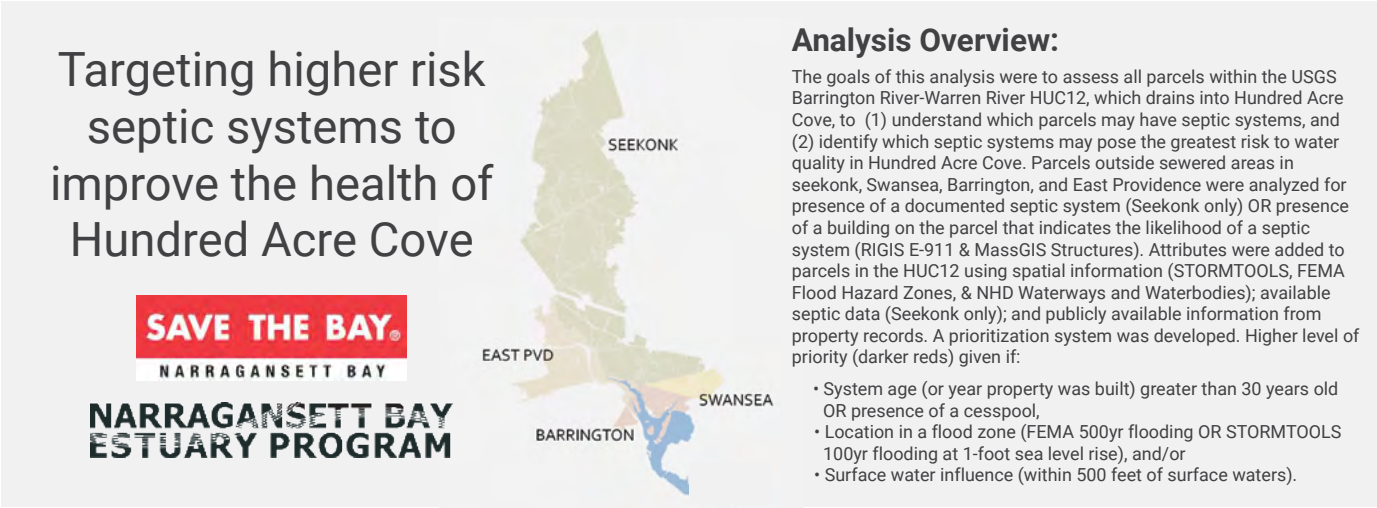 Targeting higher risk
septic systems to
improve the health of
Hundred Acre Cove
SAVE THE BAY®
NARRAGANSETT BAY
NARRAGANSETT BAY
ESTUARY PROGRAM
SEEKONK
EAST PVD
SWANSEA
BARRINGTON
Analysis Overview:
The goals of this analysis were to assess all parcels within the USGS
Barrington River-Warren River HUC12, which drains into Hundred Acre
Cove, to (1) understand which parcels may have septic systems, and
(2) identify which septic systems may pose the greatest risk to water
quality in Hundred Acre Cove. Parcels outside sewered areas in
seekonk, Swansea, Barrington, and East Providence were analyzed for
presence of a documented septic system (Seekonk only) OR presence
of a building on the parcel that indicates the likelihood of a septic
system (RIGIS E-911 & MassGIS Structures). Attributes were added to
parcels in the HUC12 using spatial information (STORMTOOLS, FEMA
Flood Hazard Zones, & NHD Waterways and Waterbodies); available
septic data (Seekonk only); and publicly available information from
property records. A prioritization system was developed. Higher level of
priority (darker reds) given if:
• System age (or year property was built) greater than 30 years old
OR presence of a cesspool,
• Location in a flood zone (FEMA 500yr flooding OR STORMTOOLS
100yr flooding at 1-foot sea level rise), and/or
• Surface water influence (within 500 feet of surface waters).